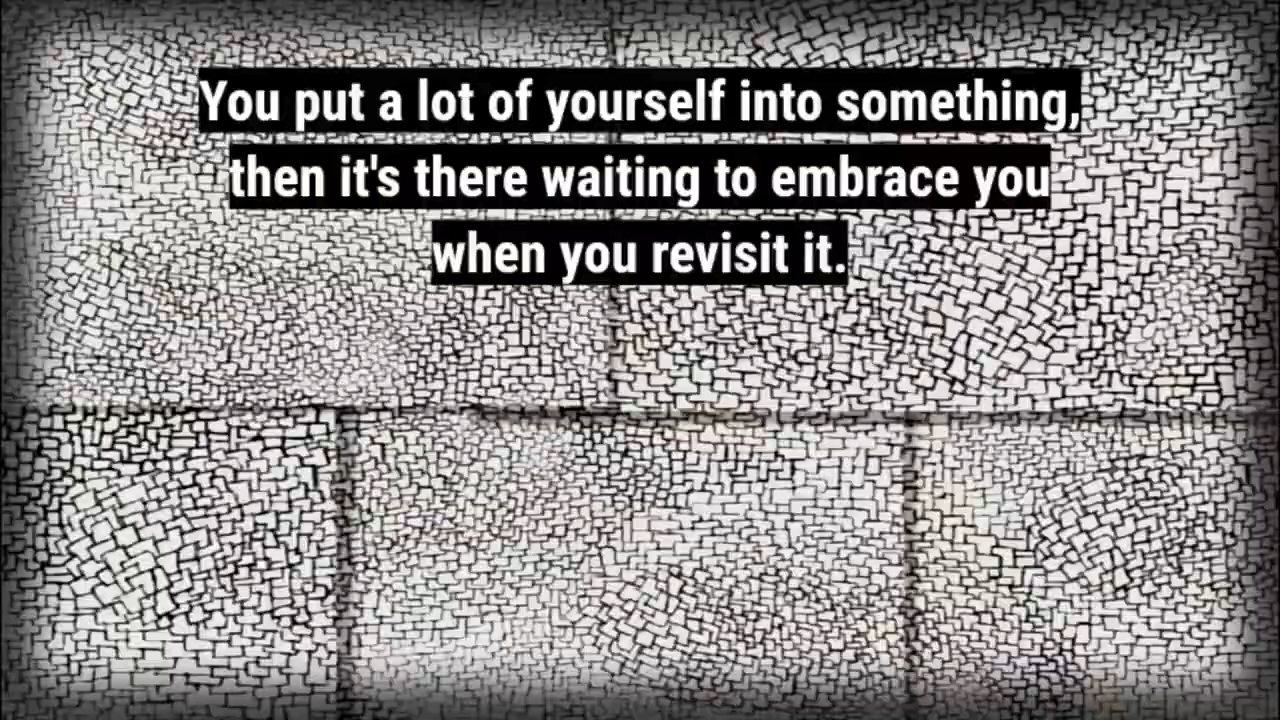 You put a lot of yourself into something,
then it's there waiting to embrace you
when you revisit it.